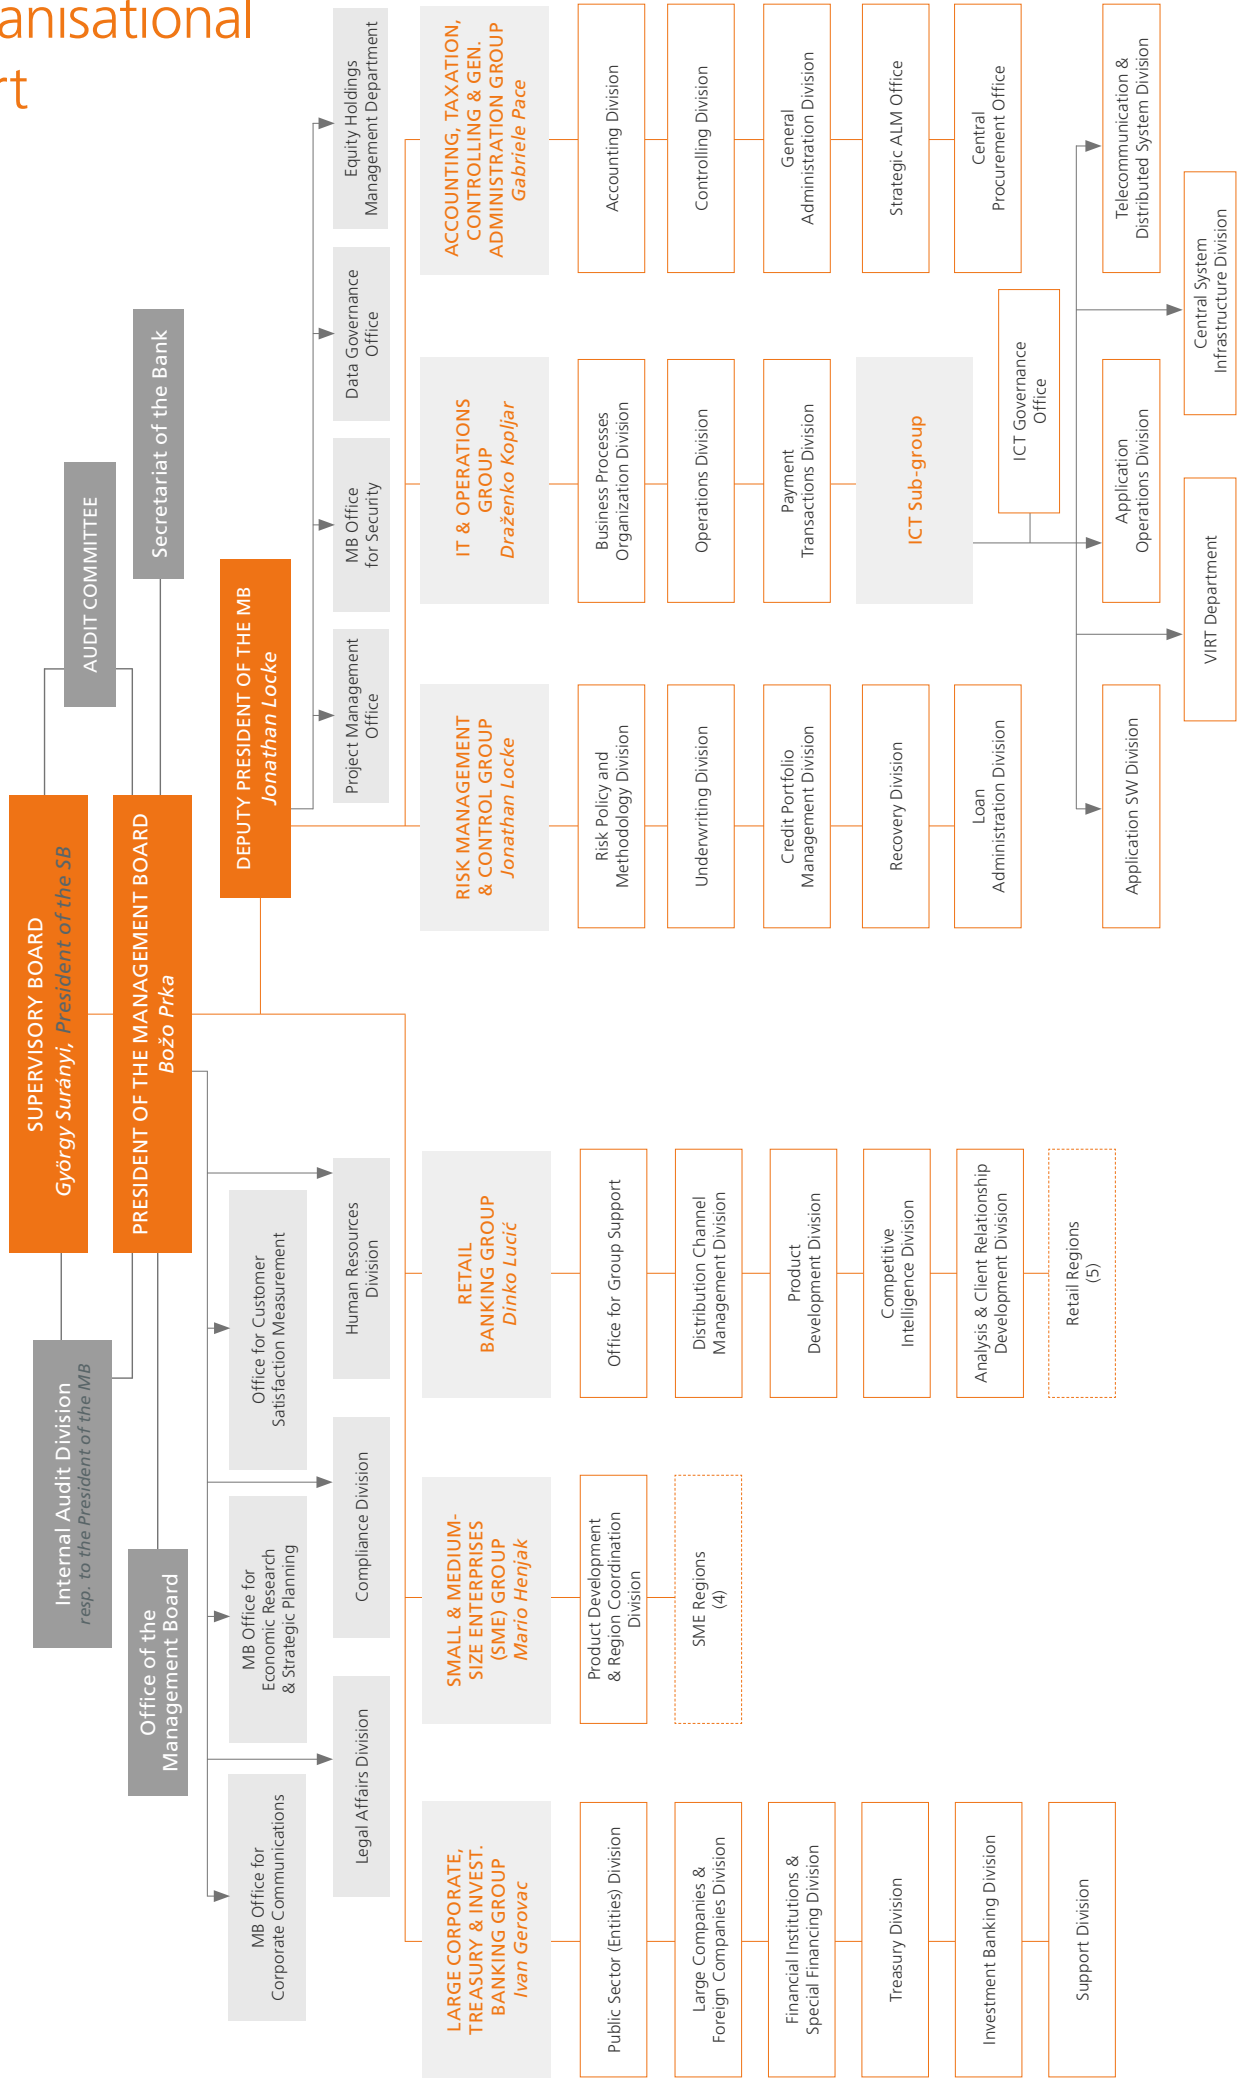 anisational
rt
SUPERVISORY BOARD
György Surányi, President of the SB
AUDIT COMMITTEE
Internal Audit Division
resp. to the President of the MB
PRESIDENT OF THE MANAGEMENT BOARD
Božo Prka
Office of the
Management Board
Secretariat of the Bank
MB Office for
Corporate Communications
MB Office for
Economic Research
& Strategic Planning
Office for Customer
Satisfaction Measurement
Legal Affairs Division
Compliance Division
Human Resources
Division
DEPUTY PRESIDENT OF THE MB
Jonathan Locke
Project Management
Office
MB Office
for Security
Data Governance
Office
Equity Holdings
Management Department
LARGE CORPORATE,
TREASURY & INVEST.
BANKING GROUP
Ivan Gerovac
Public Sector (Entities) Division
Large Companies &
Foreign Companies Division
Financial Institutions &
Special Financing Division
Treasury Division
Investment Banking Division
Support Division
SMALL & MEDIUM-
SIZE ENTERPRISES
(SME) GROUP
Mario Henjak
Product Development
& Region Coordination
Division
SME Regions
(4)
RETAIL
BANKING GROUP
Dinko Lucić
Office for Group Support
Distribution Channel
Management Division
Product
Development Division
Competitive
Intelligence Division
Analysis & Client Relationship
Development Division
Retail Regions
(5)
RISK MANAGEMENT
& CONTROL GROUP
Jonathan Locke
Risk Policy and
Methodology Division
Underwriting Division
Credit Portfolio
Management Division
Recovery Division
Loan
Administration Division
IT & OPERATIONS
GROUP
Draženko Kopljar
Business Processes
Organization Division
Operations Division
Payment
Transactions Division
ICT Sub-group
ICT Governance
Office
Application SW Division
VIRT Department
Application
Operations Division
Central System
Infrastructure Division
Telecommunication &
Distributed System Division
ACCOUNTING, TAXATION,
CONTROLLING & GEN.
ADMINISTRATION GROUP
Gabriele Pace
Accounting Division
Controlling Division
General
Administration Division
Strategic ALM Office
Central
Procurement Office